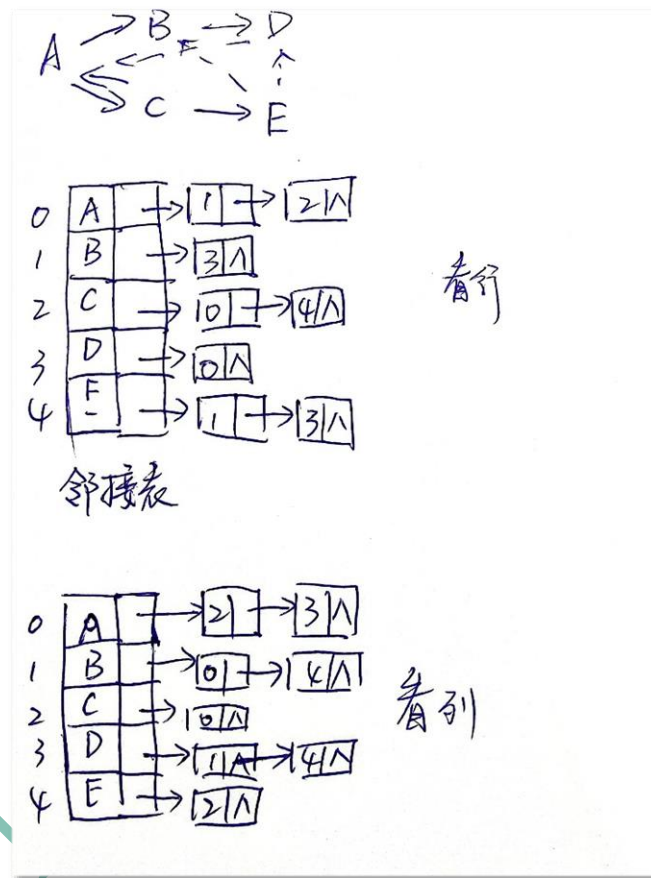 B D
A
C E
0 A 1 2 ∧
1 B 3 ∧
2 C 0 4 ∧
看行
3 D 0 ∧
4 E 1 3 ∧
邻接表
0 A 2 3 ∧
1 B 0 4 ∧
2 C 0 ∧
看列
3 D 1 ∧ 4 ∧
4 E 2 ∧